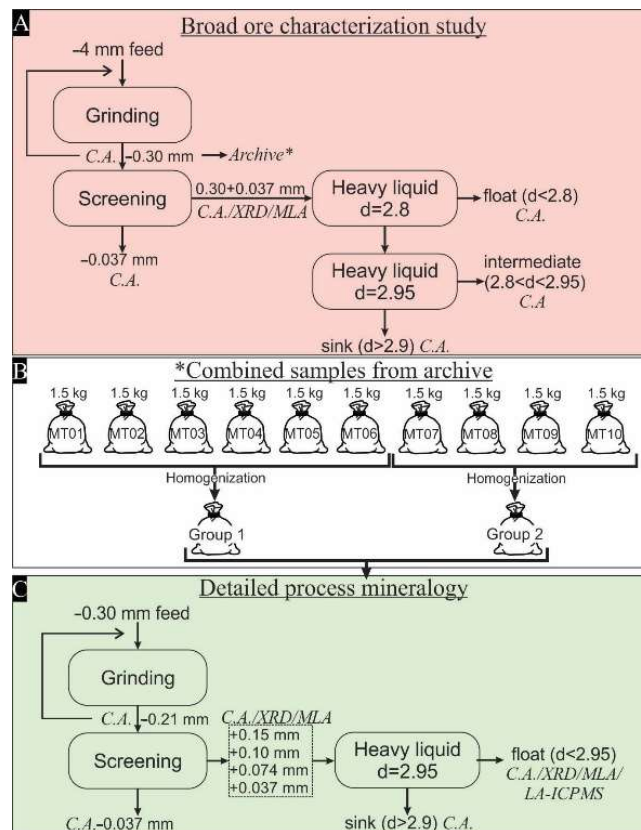 A
Broad ore characterization study
–4 mm feed
Grinding
C.A. –0.30 mm
Archive*
Screening
0.30+0.037 mm
C.A./XRD/MLA
Heavy liquid
d=2.8
float (d<2.8)
C.A.
–0.037 mm
C.A.
Heavy liquid
d=2.95
intermediate
(2.8<d<2.95)
C.A
sink (d>2.9) C.A.
B
*Combined samples from archive
1.5 kg 1.5 kg 1.5 kg 1.5 kg 1.5 kg 1.5 kg 1.5 kg 1.5 kg 1.5 kg 1.5 kg
MT01 MT02 MT03 MT04 MT05 MT06 MT07 MT08 MT09 MT10
Homogenization Homogenization
Group 1 Group 2
C
Detailed process mineralogy
–0.30 mm feed
Grinding
C.A. –0.21 mm
C.A./XRD/MLA
Screening
+0.15 mm
+0.10 mm
+0.074 mm
+0.037 mm
Heavy liquid
d=2.95
float (d<2.95)
C.A./XRD/MLA/
LA-ICPMS
C.A.–0.037 mm
sink (d>2.9) C.A.